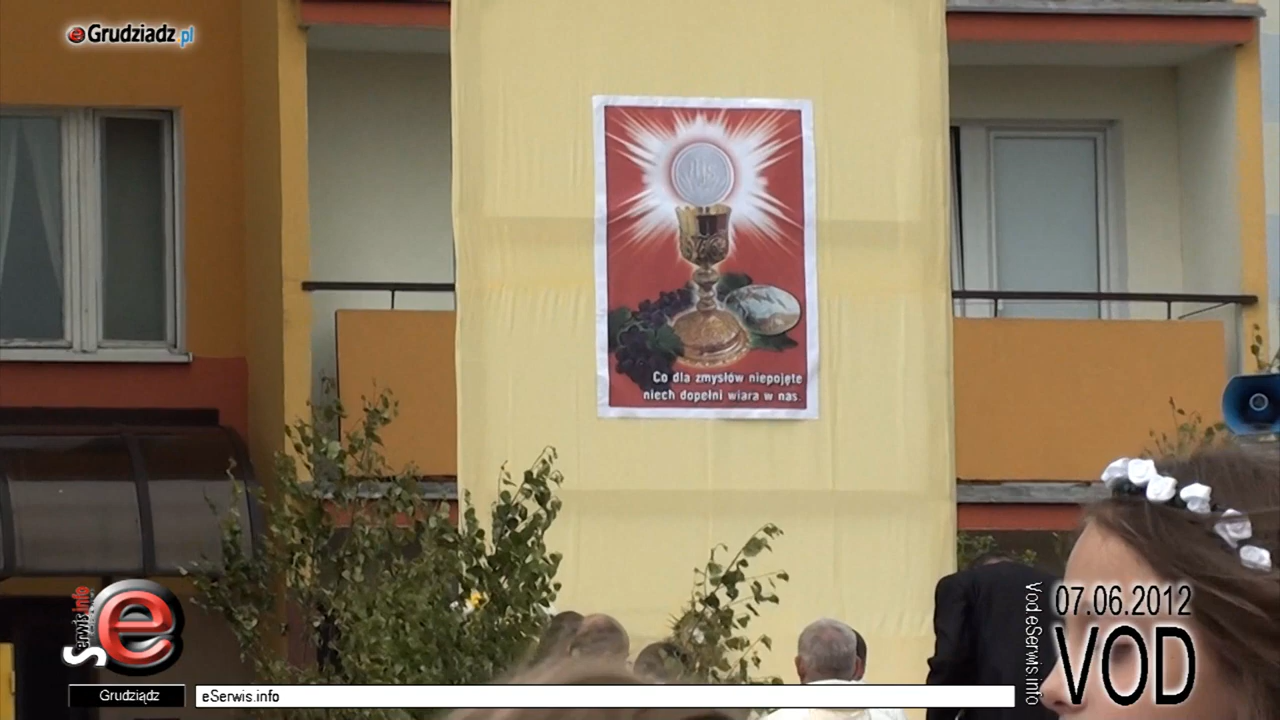 eGrudziadz.pl
IHS
Co dla zmysłów niepojęte
niech dopełni wiara w nas.
eSerwis.info
Grudziądz
eSerwis.info
Vod.eSerwis.info
07.06.2012
VOD